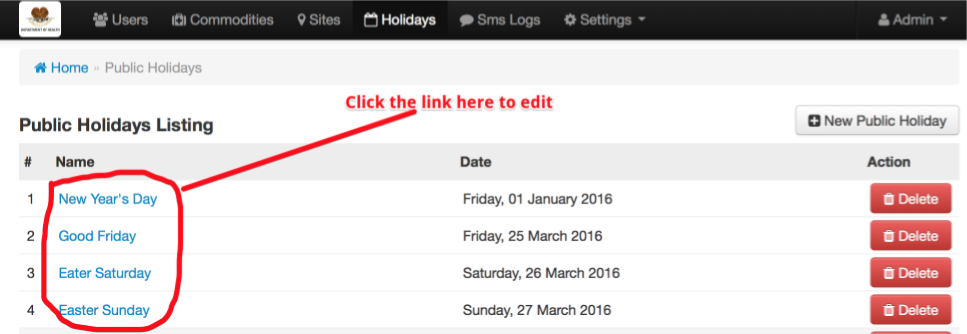 DEPARTMENT OF HEALTH
Users Commodities Sites Holidays Sms Logs Settings Admin
Home » Public Holidays
Click the link here to edit
Public Holidays Listing New Public Holiday
# Name Date Action
1 New Year's Day Friday, 01 January 2016 Delete
2 Good Friday Friday, 25 March 2016 Delete
3 Eater Saturday Saturday, 26 March 2016 Delete
4 Easter Sunday Sunday, 27 March 2016 Delete